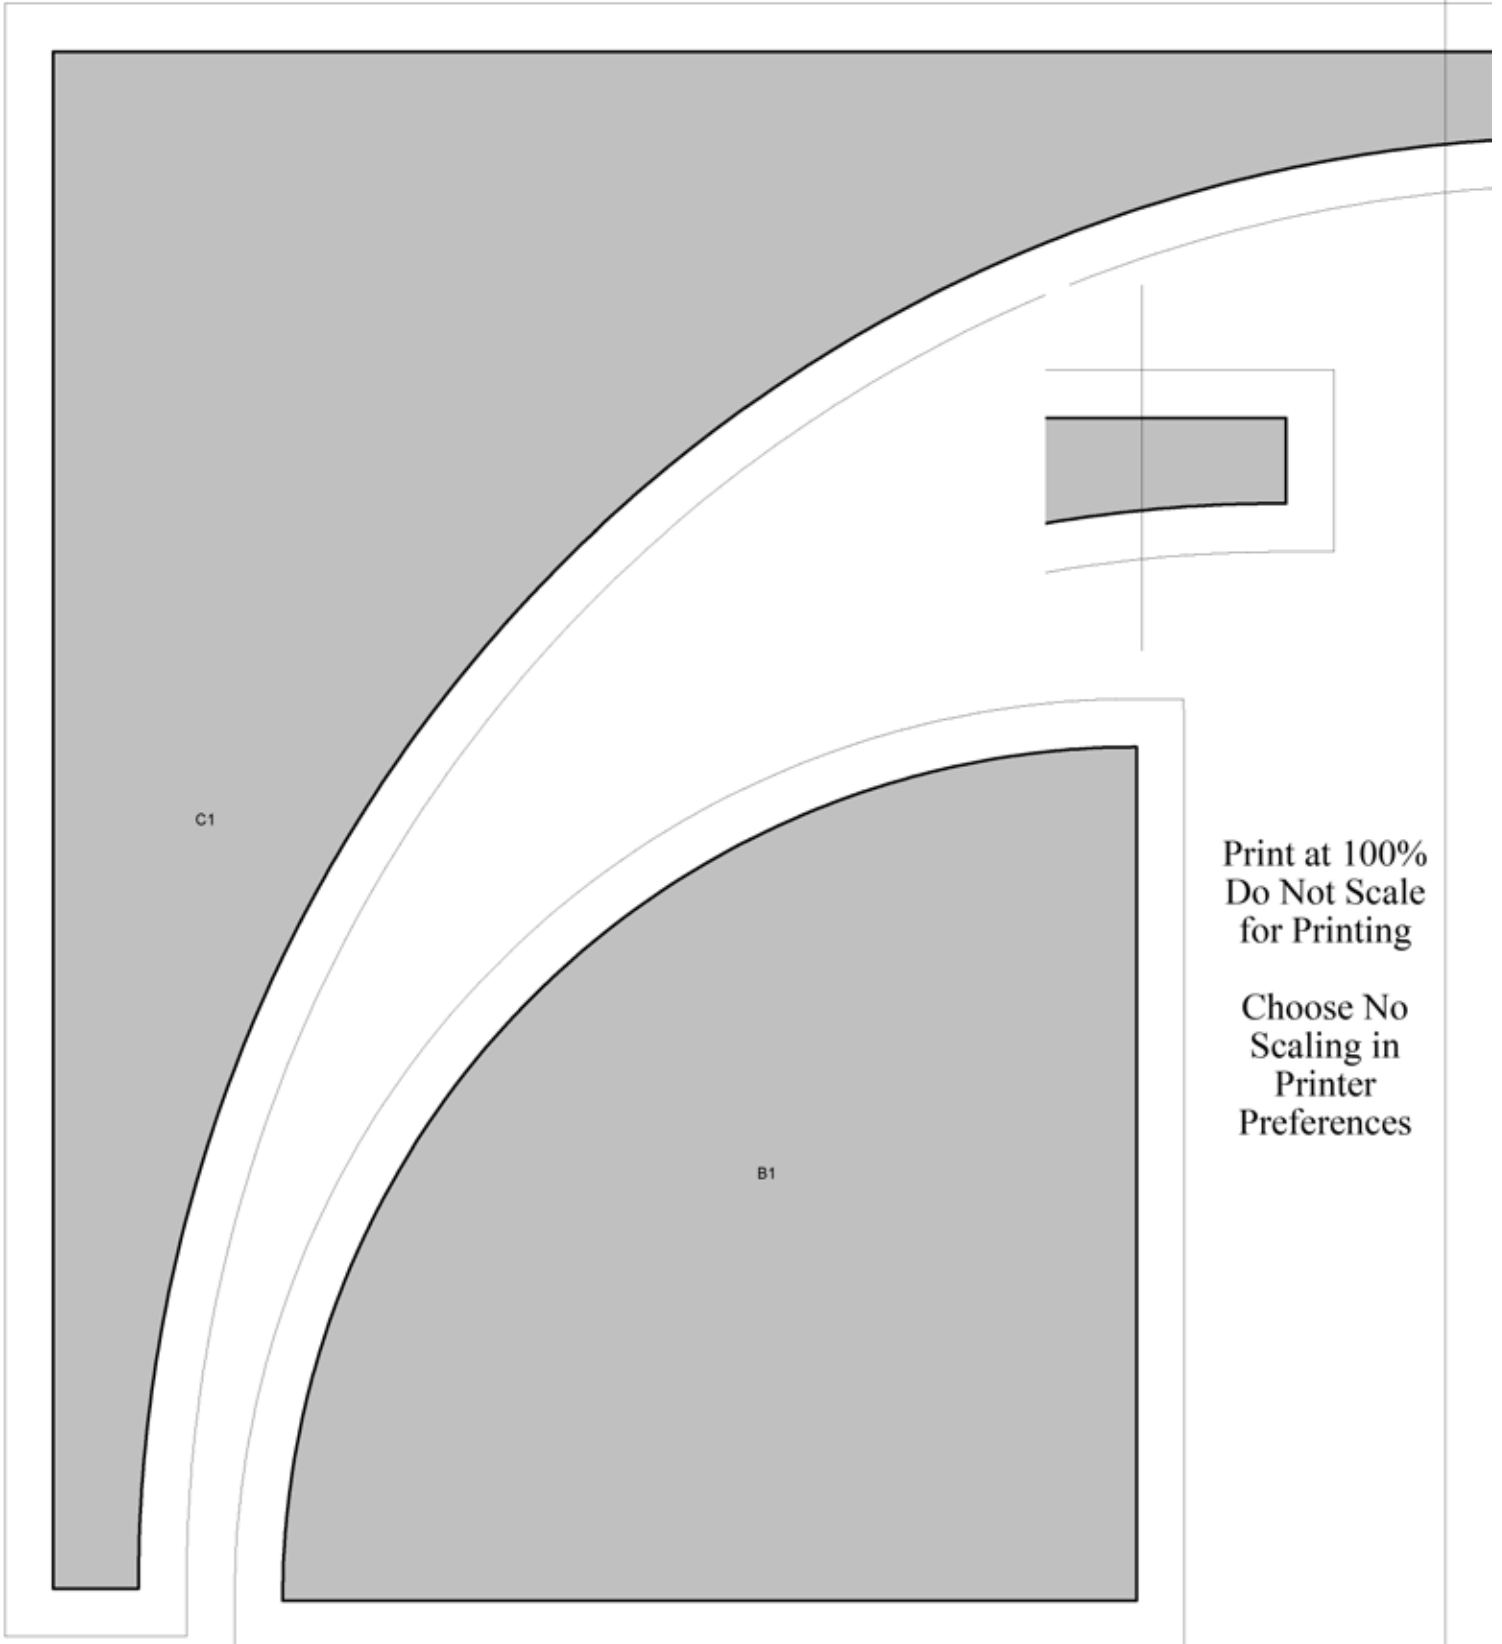 C1
Print at 100%
Do Not Scale
for Printing
Choose No
Scaling in
Printer
Preferences
B1